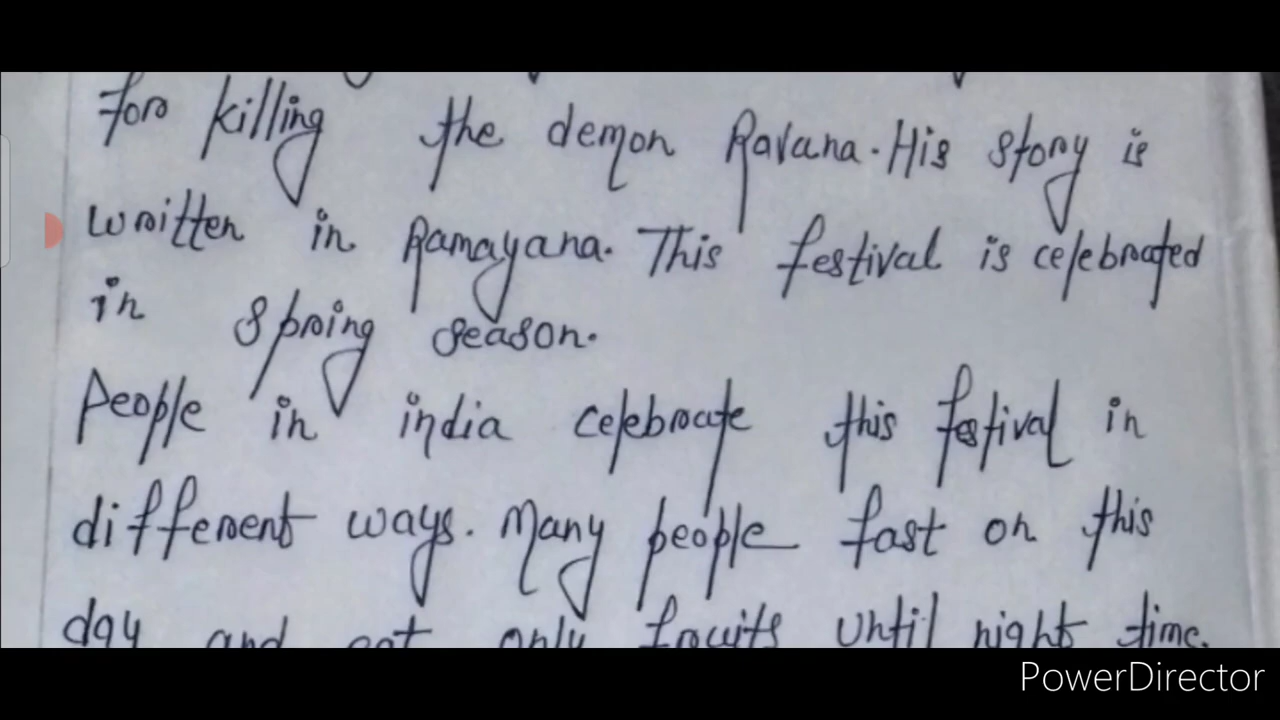 For killing the demon Ravana. His story is
written in Ramayana. This festival is celebrated
in spring season.
People in india celebrate this festival in
different ways. Many people fast on this
day and eat only fruits until night time.
PowerDirector